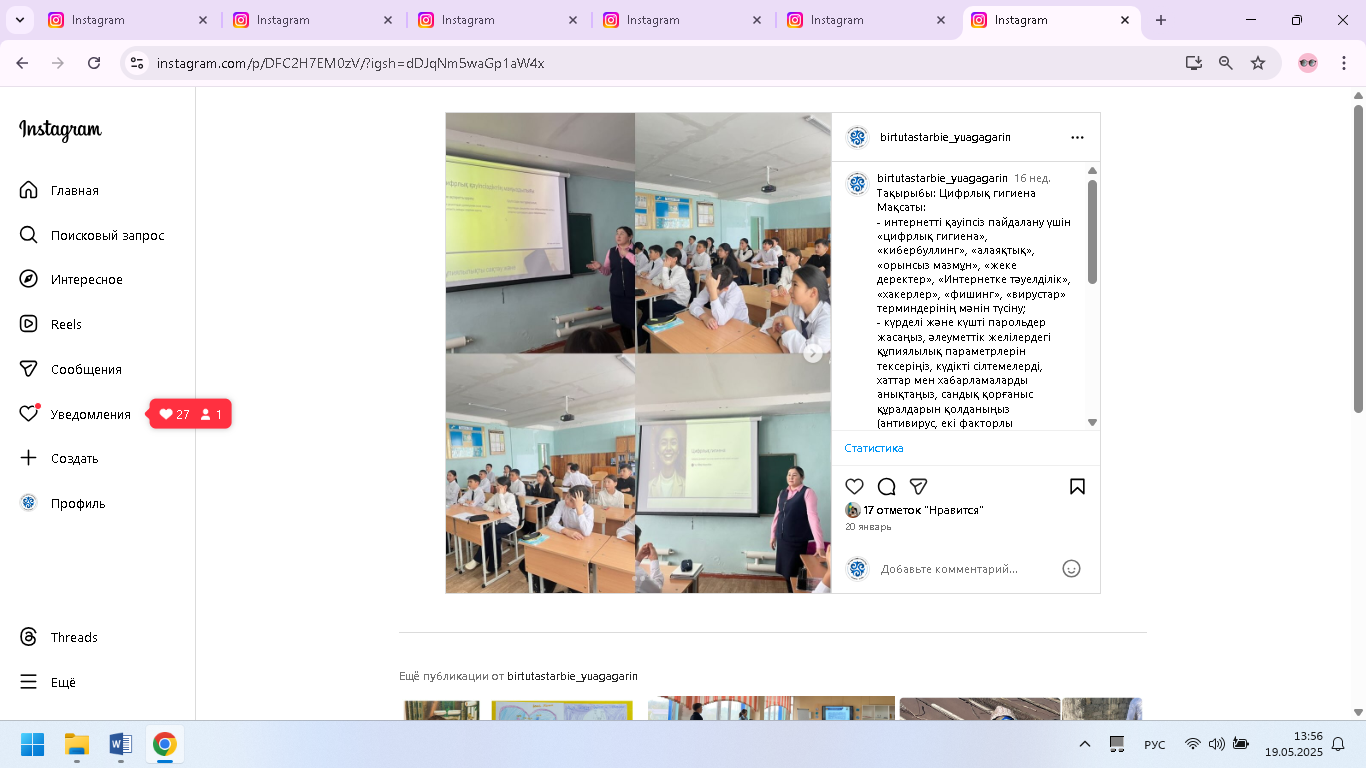 Instagram
Instagram
Instagram
Instagram
Instagram
Instagram
instagram.com/p/DFC2H7EM0zV/?igsh=dDJqNm5waGp1aW4x
Instagram
Главная
Поисковый запрос
Интересное
Reels
Сообщения
Уведомления
27 1
Создать
Профиль
Threads
Ещё
birtutastarbie_yuagagarin
birtutastarbie_yuagagarin 16 нед.
Тақырыбы: Цифрлық гигиена
Мақсаты:
- интернетті қауіпсіз пайдалану үшін
«цифрлық гигиена»,
«кибербуллинг», «алаяқтық»,
«орынсыз мазмұн», «жеке
деректер», «Интернетке тәуелділік»,
«хакерлер», «фишинг», «вирустар»
терминдерінің мәнін түсіну;
- күрделі және күшті парольдер
жасаңыз, әлеуметтік желілердегі
құпиялылық параметрлерін
тексеріңіз, күдікті сілтемелерді,
хаттар мен хабарламаларды
анықтаңыз, сандық қорғаныс
құралдарын қолданыңыз
(антивирус, екі факторлы
Статистика
17 отметок "Нравится"
20 январь
Добавьте комментарий...
Ещё публикации от birtutastarbie_yuagagarin
РУС
13:56
19.05.2025